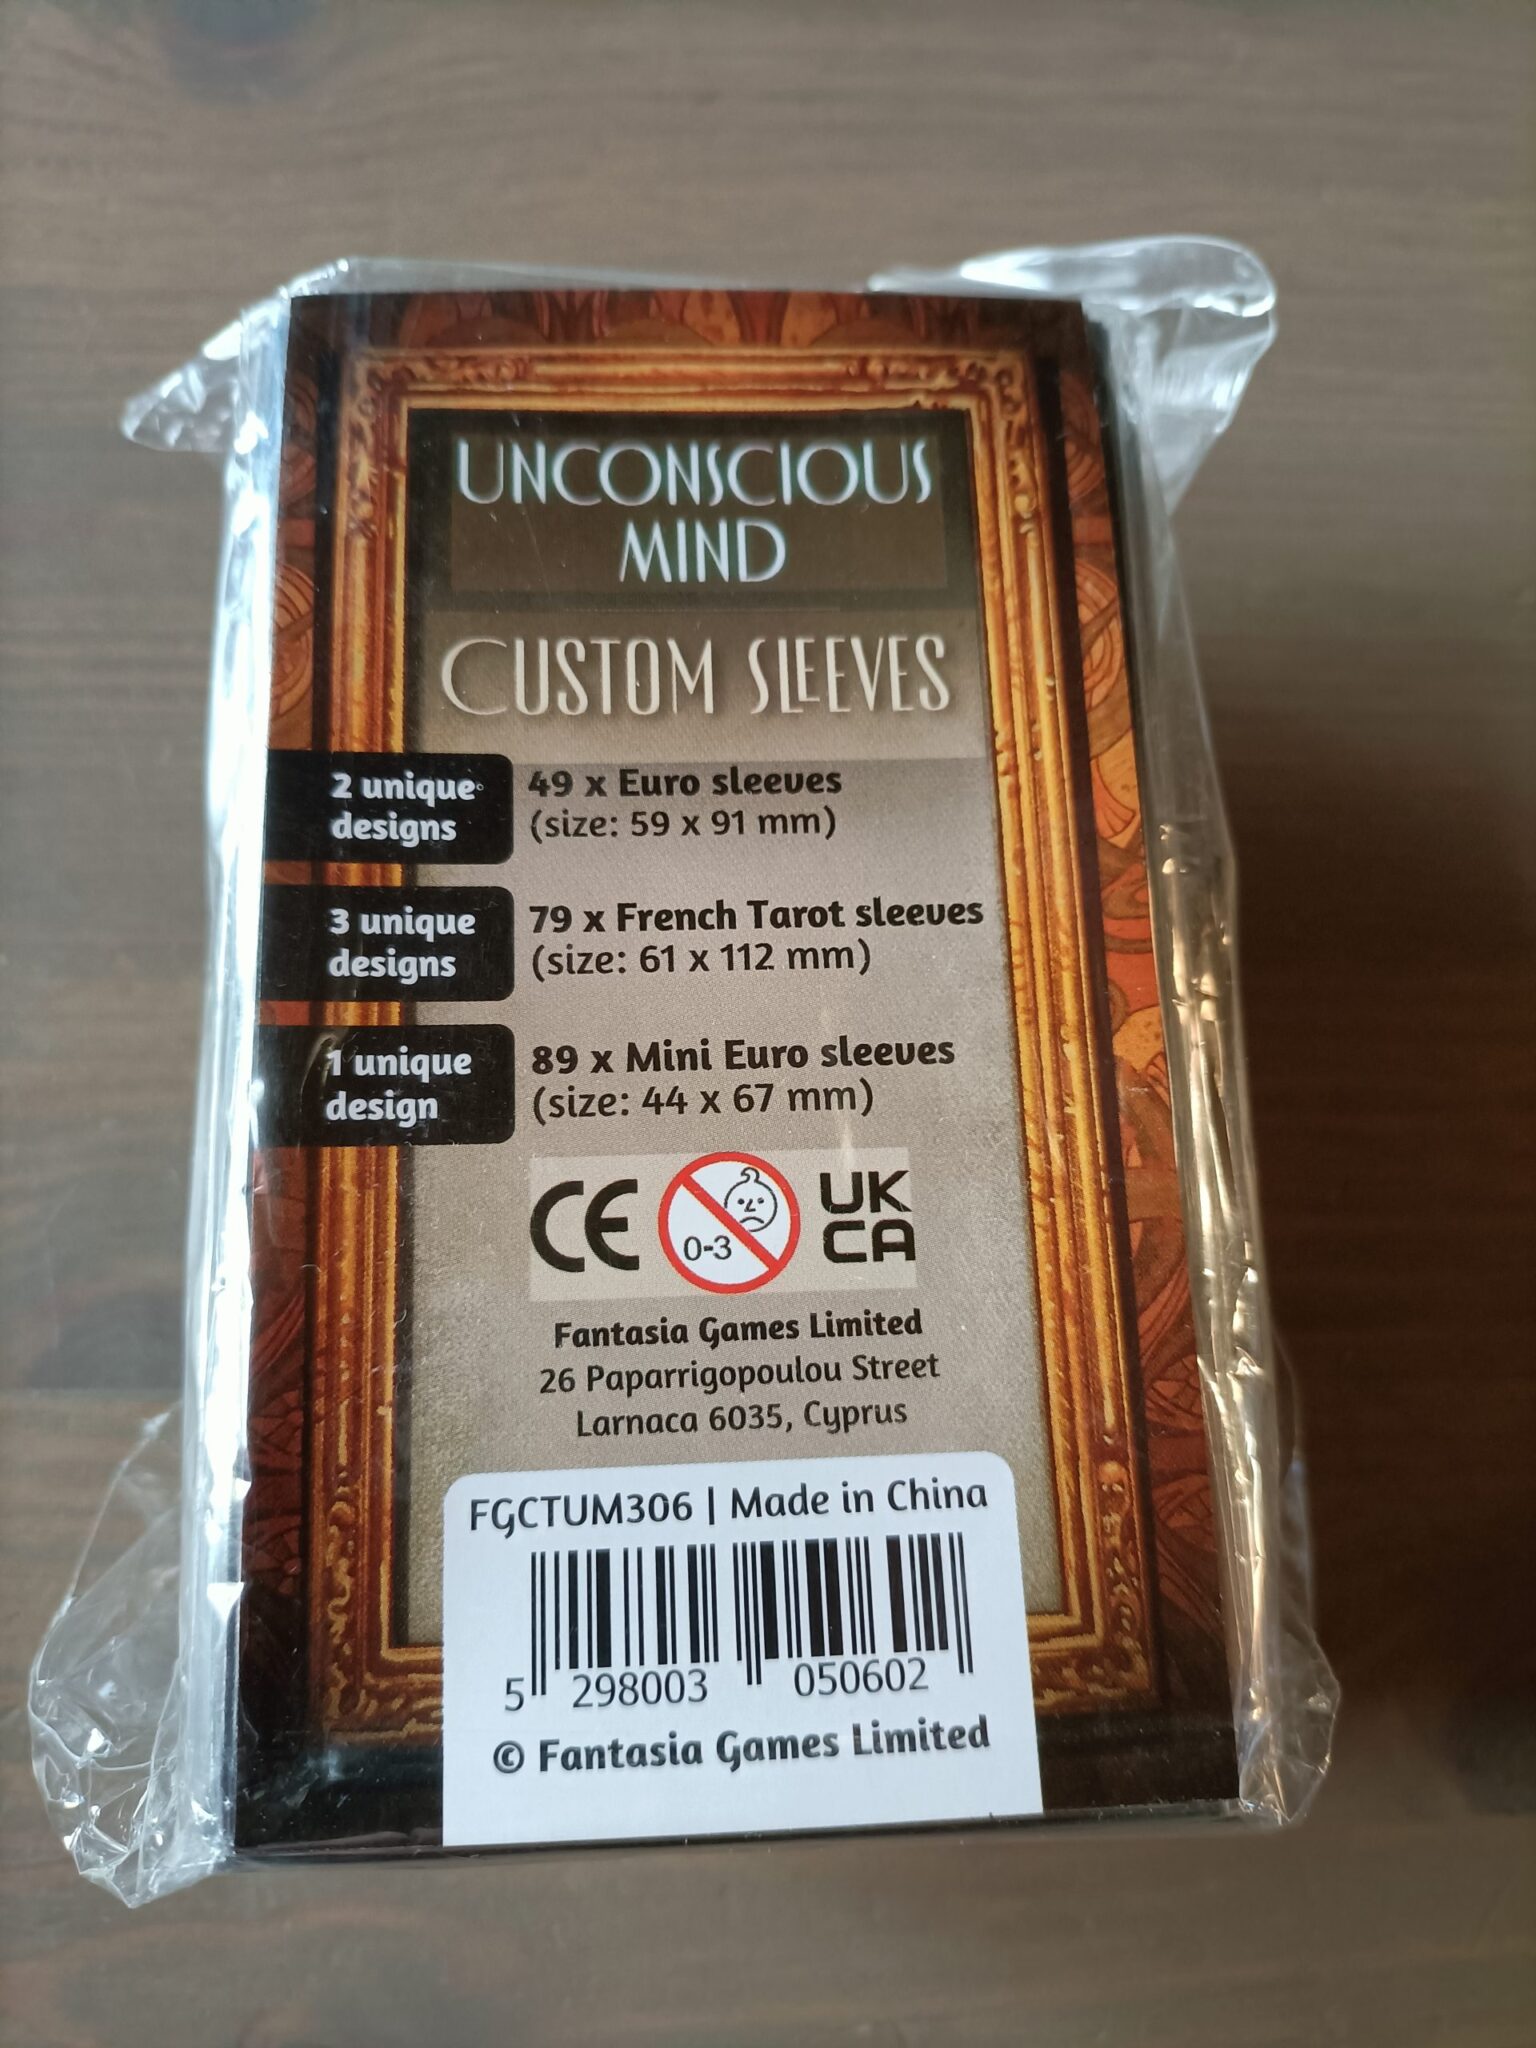 UNCONSCIOUS
MIND
CUSTOM SLEEVES
2 unique
designs
49 x Euro sleeves
(size: 59 x 91 mm)
3 unique
designs
79 x French Tarot sleeves
(size: 61 x 112 mm)
1 unique
design
89 x Mini Euro sleeves
(size: 44 x 67 mm)
CE
0-3
UK
CA
Fantasia Games Limited
26 Paparrigopoulou Street
Larnaca 6035, Cyprus
FGCTUM306 | Made in China
5 298003 050602
© Fantasia Games Limited